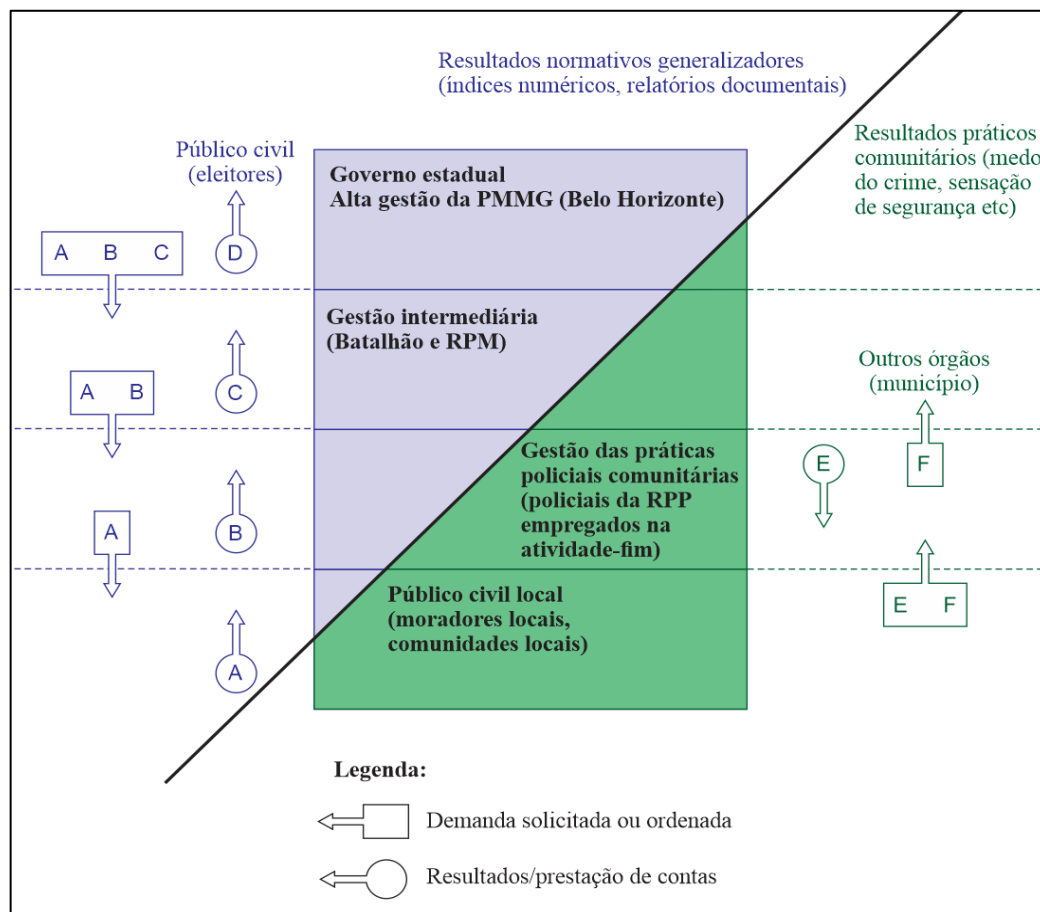 Resultados normativos generalizadores
(índices numéricos, relatórios documentais)
Resultados práticos
comunitários (medo
do crime, sensação
de segurança etc)
Público civil
(eleitores)
Governo estadual
Alta gestão da PMMG (Belo Horizonte)
A B C
D
Gestão intermediária
(Batalhão e RPM)
A B
C
Outros órgãos
(município)
Gestão das práticas
policiais comunitárias
(policiais da RPP
empregados na
atividade-fim)
E
F
A
B
Público civil local
(moradores locais,
comunidades locais)
E F
A
Legenda:
Demanda solicitada ou ordenada
Resultados/prestação de contas